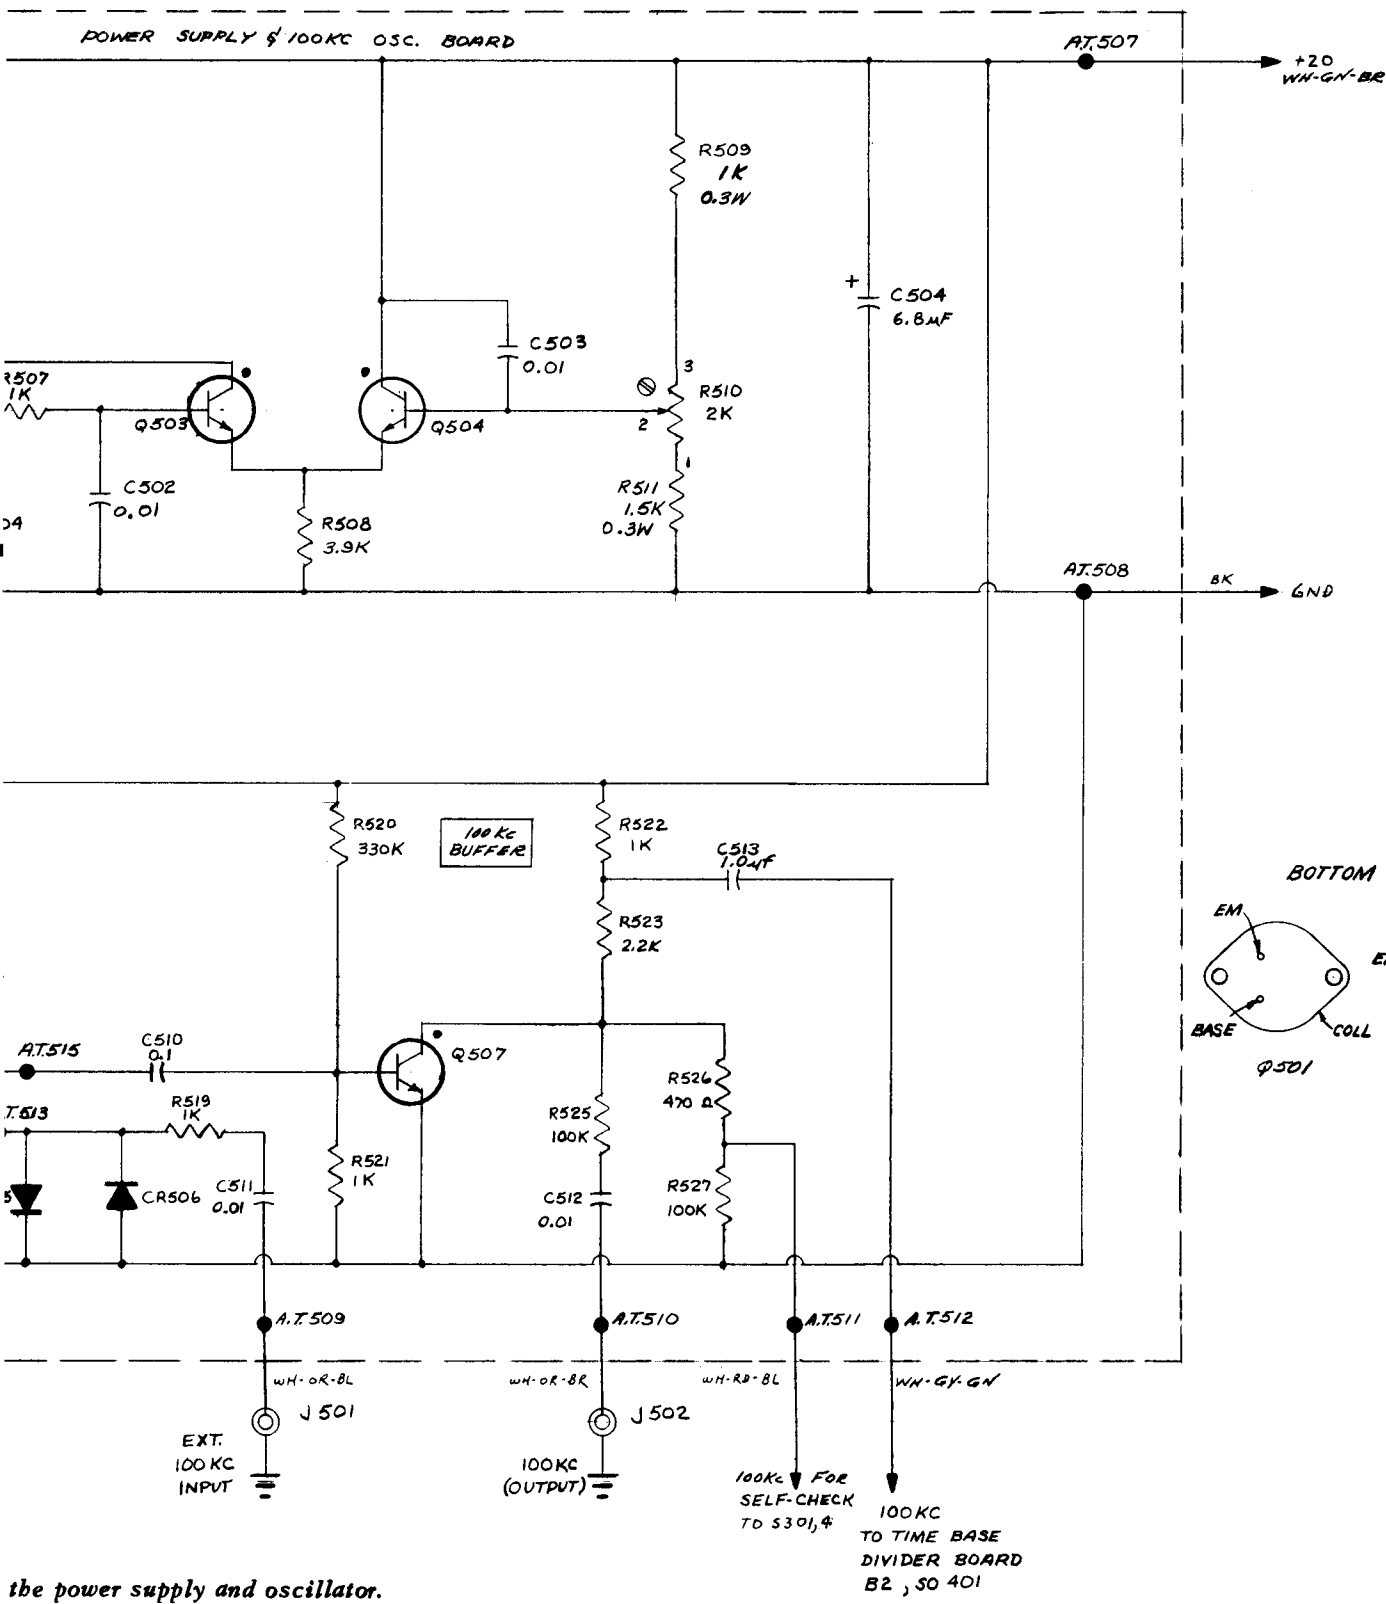 POWER SUPPLY & 100KC OSC. BOARD
A.T.507
+20
WH-GN-BR
R509
1K
0.3W
+
C504
6.8µF
C503
0.01
3
R510
2K
2
R507
1K
Q503
Q504
1
C502
0.01
R511
1.5K
0.3W
04
R508
3.9K
A.T.508
BK
GND
R520
330K
100 KC
BUFFER
R522
1K
C513
1.0µF
BOTTOM
R523
2.2K
EM
BASE
COLL
Q501
A.T.515
C510
0.1
Q507
T.513
R519
1K
R526
470 Ω
R525
100K
R521
1K
5
CR506
C511
0.01
C512
0.01
R527
100K
A.T.509
A.T.510
A.T.511
A.T.512
WH-OR-BL
WH-OR-BR
WH-RD-BL
WH-GY-GN
J501
J502
EXT.
100KC
INPUT
100KC
(OUTPUT)
100KC FOR
SELF-CHECK
TO S301,4
100KC
TO TIME BASE
DIVIDER BOARD
B2, SO 401
the power supply and oscillator.